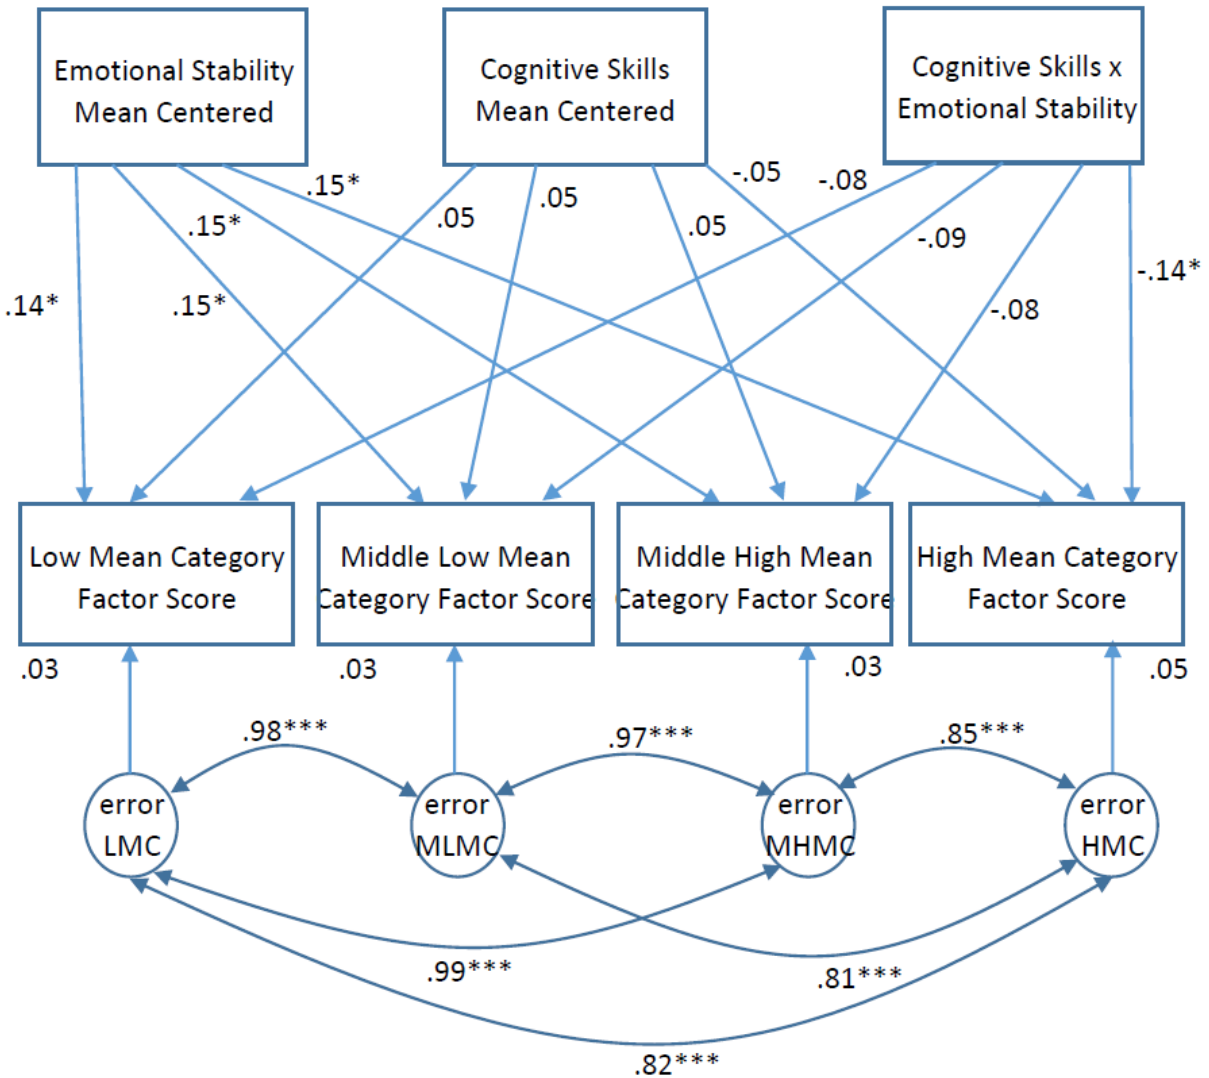 Emotional Stability
Mean Centered
Cognitive Skills
Mean Centered
Cognitive Skills x
Emotional Stability
.15*
-.05
-.08
.05
.05
.15*
.05
-.09
-.14*
.14*
.15*
-.08
Low Mean Category
Factor Score
Middle Low Mean
Category Factor Score
Middle High Mean
Category Factor Score
High Mean Category
Factor Score
.03
.03
.03
.05
.98***
.97***
.85***
error
LMC
error
MLMC
error
MHMC
error
HMC
.99***
.81***
.82***